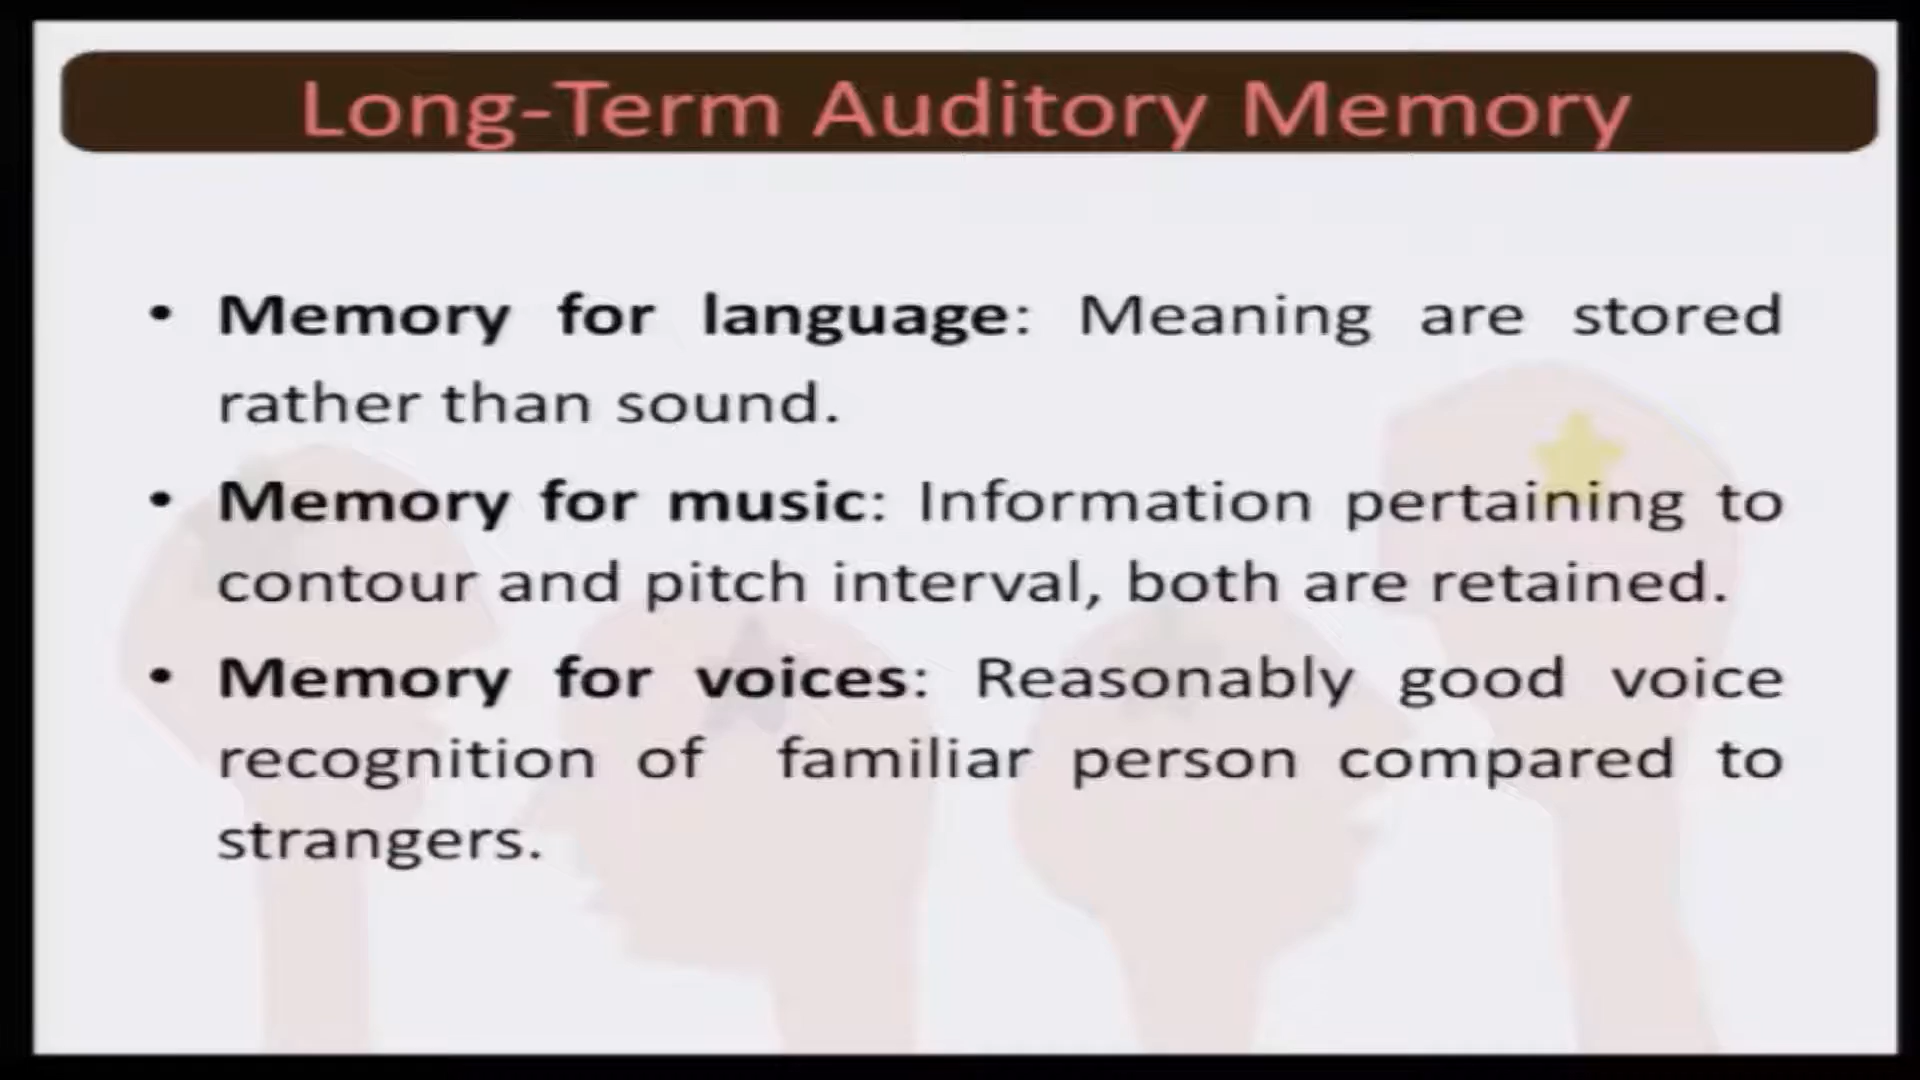 Long-Term Auditory Memory
• Memory for language: Meaning are stored
rather than sound.
• Memory for music: Information pertaining to
contour and pitch interval, both are retained.
• Memory for voices: Reasonably good voice
recognition of familiar person compared to
strangers.